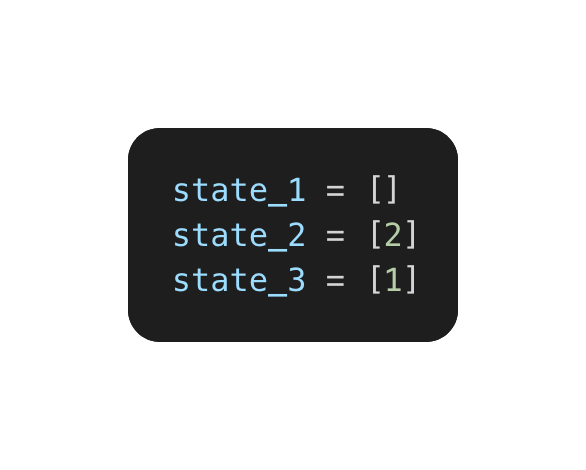 state_1 = []
state_2 = [2]
state_3 = [1]